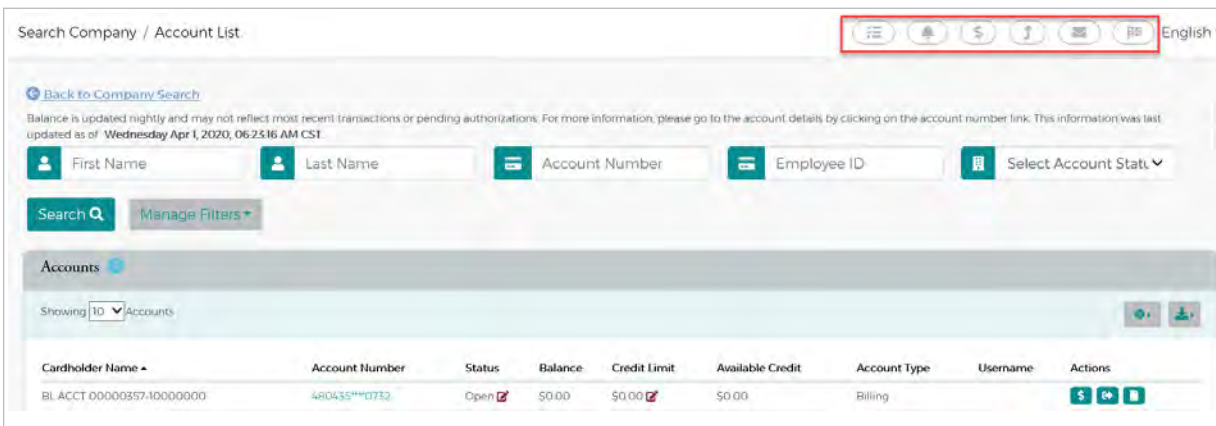 Search Company / Account List
English
Back to Company Search
Balance is updated nightly and may not reflect most recent transactions or pending authorizations. For more information, please go to the account details by clicking on the account number link. This information was last
updated as of Wednesday Apr 1, 2020, 06:23:16 AM CST.
First Name Last Name Account Number Employee ID Select Account Statu
Search Manage Filters
Accounts
Showing 10 Accounts
Cardholder Name Account Number Status Balance Credit Limit Available Credit Account Type Username Actions
BL ACCT 00000357-10000000 480435***0732 Open $0.00 $0.00 $0.00 Billing $